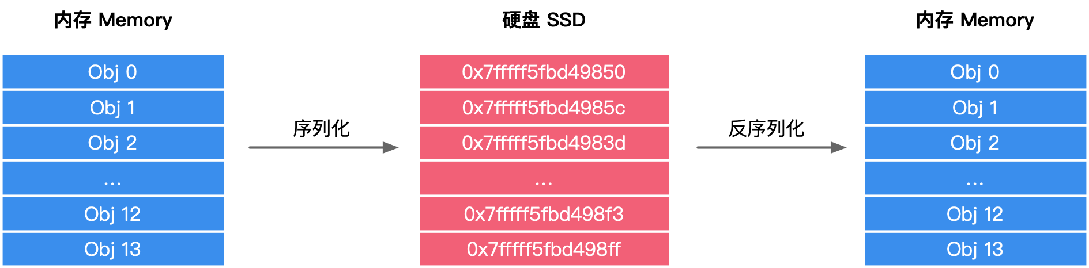 内存 Memory
硬盘 SSD
内存 Memory
Obj 0
Obj 1
Obj 2
...
Obj 12
Obj 13
序列化
0x7fffff5fbd49850
0x7fffff5fbd4985c
0x7fffff5fbd4983d
...
0x7fffff5fbd498f3
0x7fffff5fbd498ff
反序列化
Obj 0
Obj 1
Obj 2
...
Obj 12
Obj 13